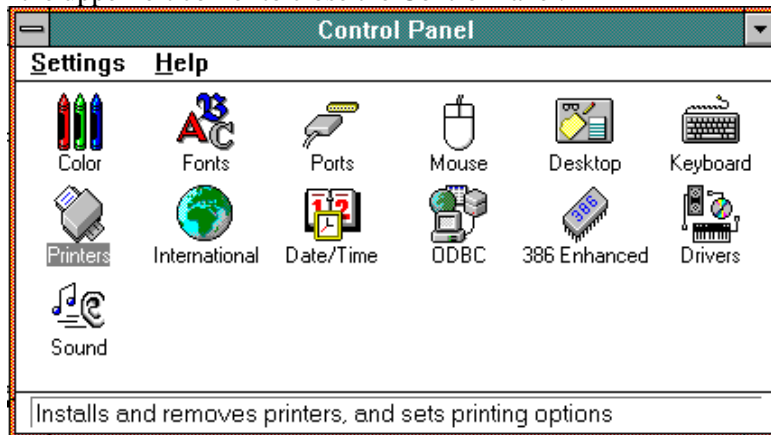 Control Panel
Settings Help
Color Fonts Ports Mouse Desktop Keyboard
386
Printers International Date/Time ODBC 386 Enhanced Drivers
Sound
Installs and removes printers, and sets printing options